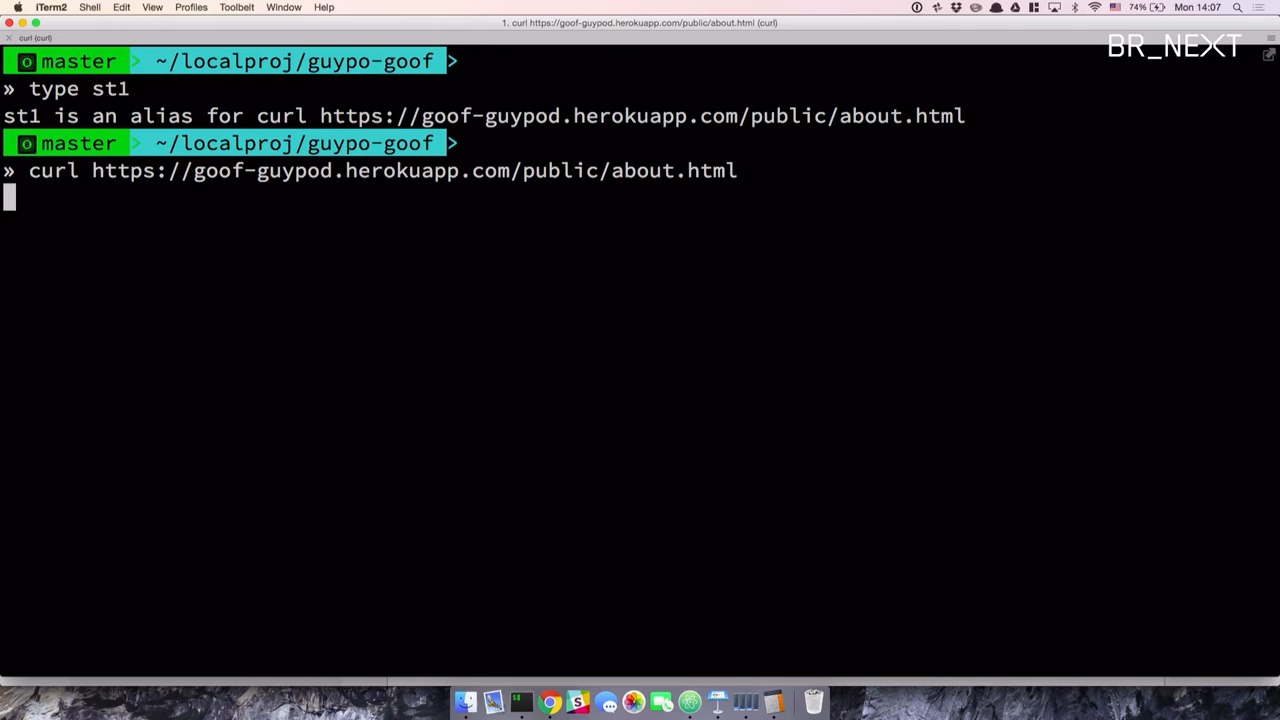 iTerm2 Shell Edit View Profiles Toolbelt Window Help 74% Mon 14:07
1. curl https://goof-guypod.herokuapp.com/public/about.html (curl)
curl (curl)
BR_NEXT
master > ~/localproj/guypo-goof >
» type st1
st1 is an alias for curl https://goof-guypod.herokuapp.com/public/about.html
master > ~/localproj/guypo-goof >
» curl https://goof-guypod.herokuapp.com/public/about.html